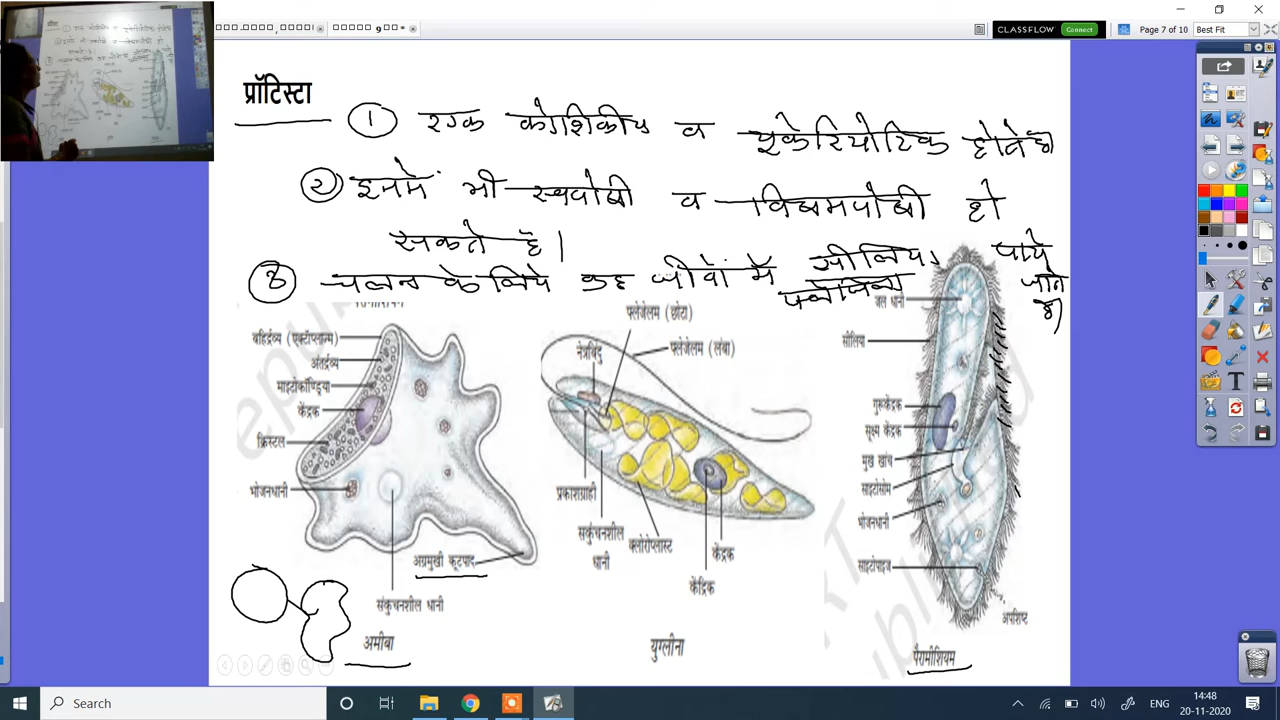 CLASSFLOW Connect
Page 7 of 10
Best Fit
प्रॉटिस्टा
① एक कोशिकीय व यूकेरियोटिक होते है
② इनमें भी स्वपोषी व विषमपोषी हो
सकते है।
③ चलन के लिये कुछ जीवों में सीलिया, पाये
फ्लेजिला जाते
है)
बहिर्द्रव्य (एक्टोप्लाज्म)
अंतर्द्रव्य
माइटोकॉण्ड्रिया
केंद्रक
क्रिस्टल
भोजनधानी
अग्रमुखी कूटपाद
संकुचनशील धानी
अमीबा
फ्लेजेलम (छोटा)
नेत्रबिंदु
फ्लेजेलम (लंबा)
प्रकाशग्राही
संकुचनशील
धानी
क्लोरोप्लास्ट
केंद्रक
केंद्रिक
युग्लीना
जल धानी
सीलिया
गुरुकेंद्रक
सूक्ष्म केंद्रक
मुख खांच
साइटोसोम
भोजनधानी
साइटोपाइज
अपशिष्ट
पैरामीशियम
Search
ENG
14:48
20-11-2020